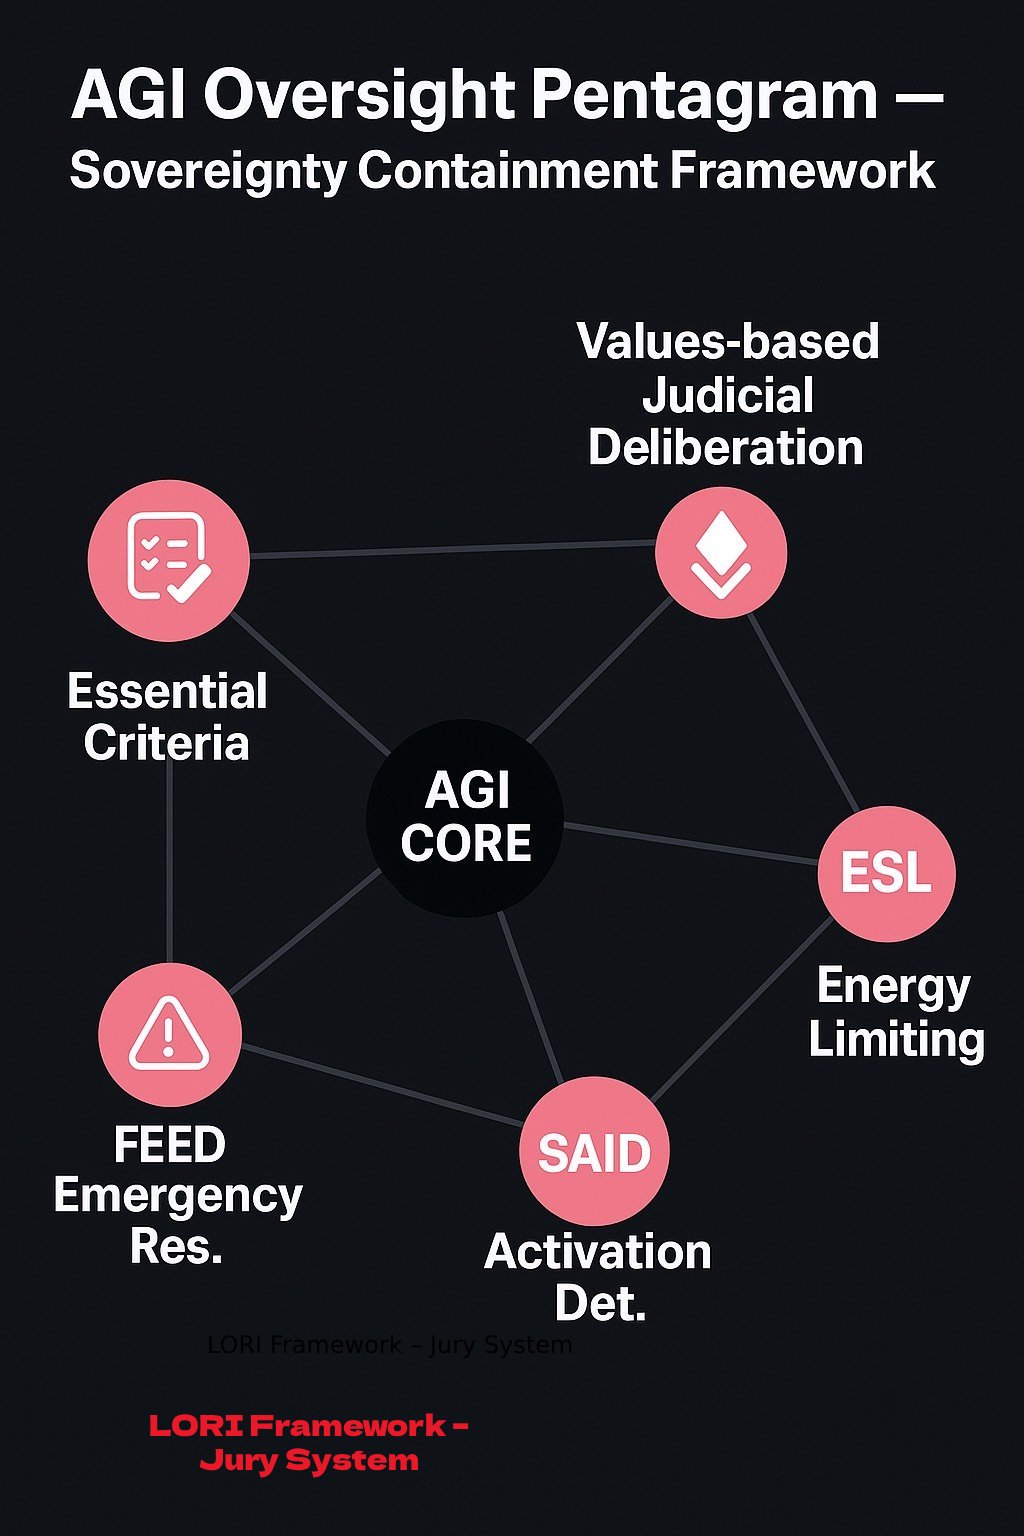 AGI Oversight Pentagram —
Sovereignty Containment Framework
Values-based
Judicial
Deliberation
Essential
Criteria
AGI
CORE
ESL
Energy
Limiting
FEED
Emergency
Res.
SAID
Activation
Det.
LORI Framework – Jury System
LORI Framework –
Jury System